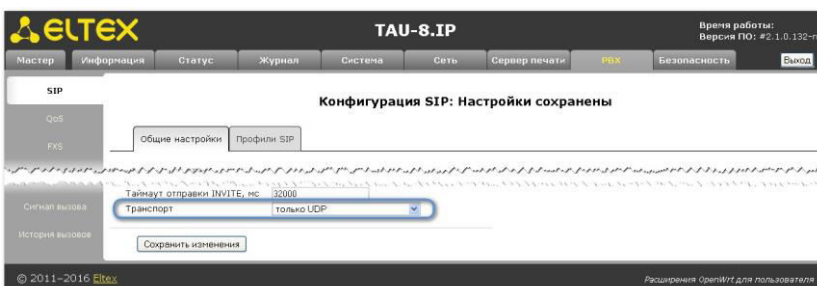 ELTEX
TAU-8.IP
Время работы:
Версия ПО: #2.1.0.132-r
Мастер Информация Статус Журнал Система Сеть Сервер печати PBX Безопасность Выход
SIP
QoS
FXS
Сигнал вызова
История вызовов
Конфигурация SIP: Настройки сохранены
Общие настройки Профили SIP
Таймаут отправки INVITE, мс 32000
Транспорт только UDP
Сохранить изменения
© 2011–2016 Eltex
Расширения OpenWrt для пользователя